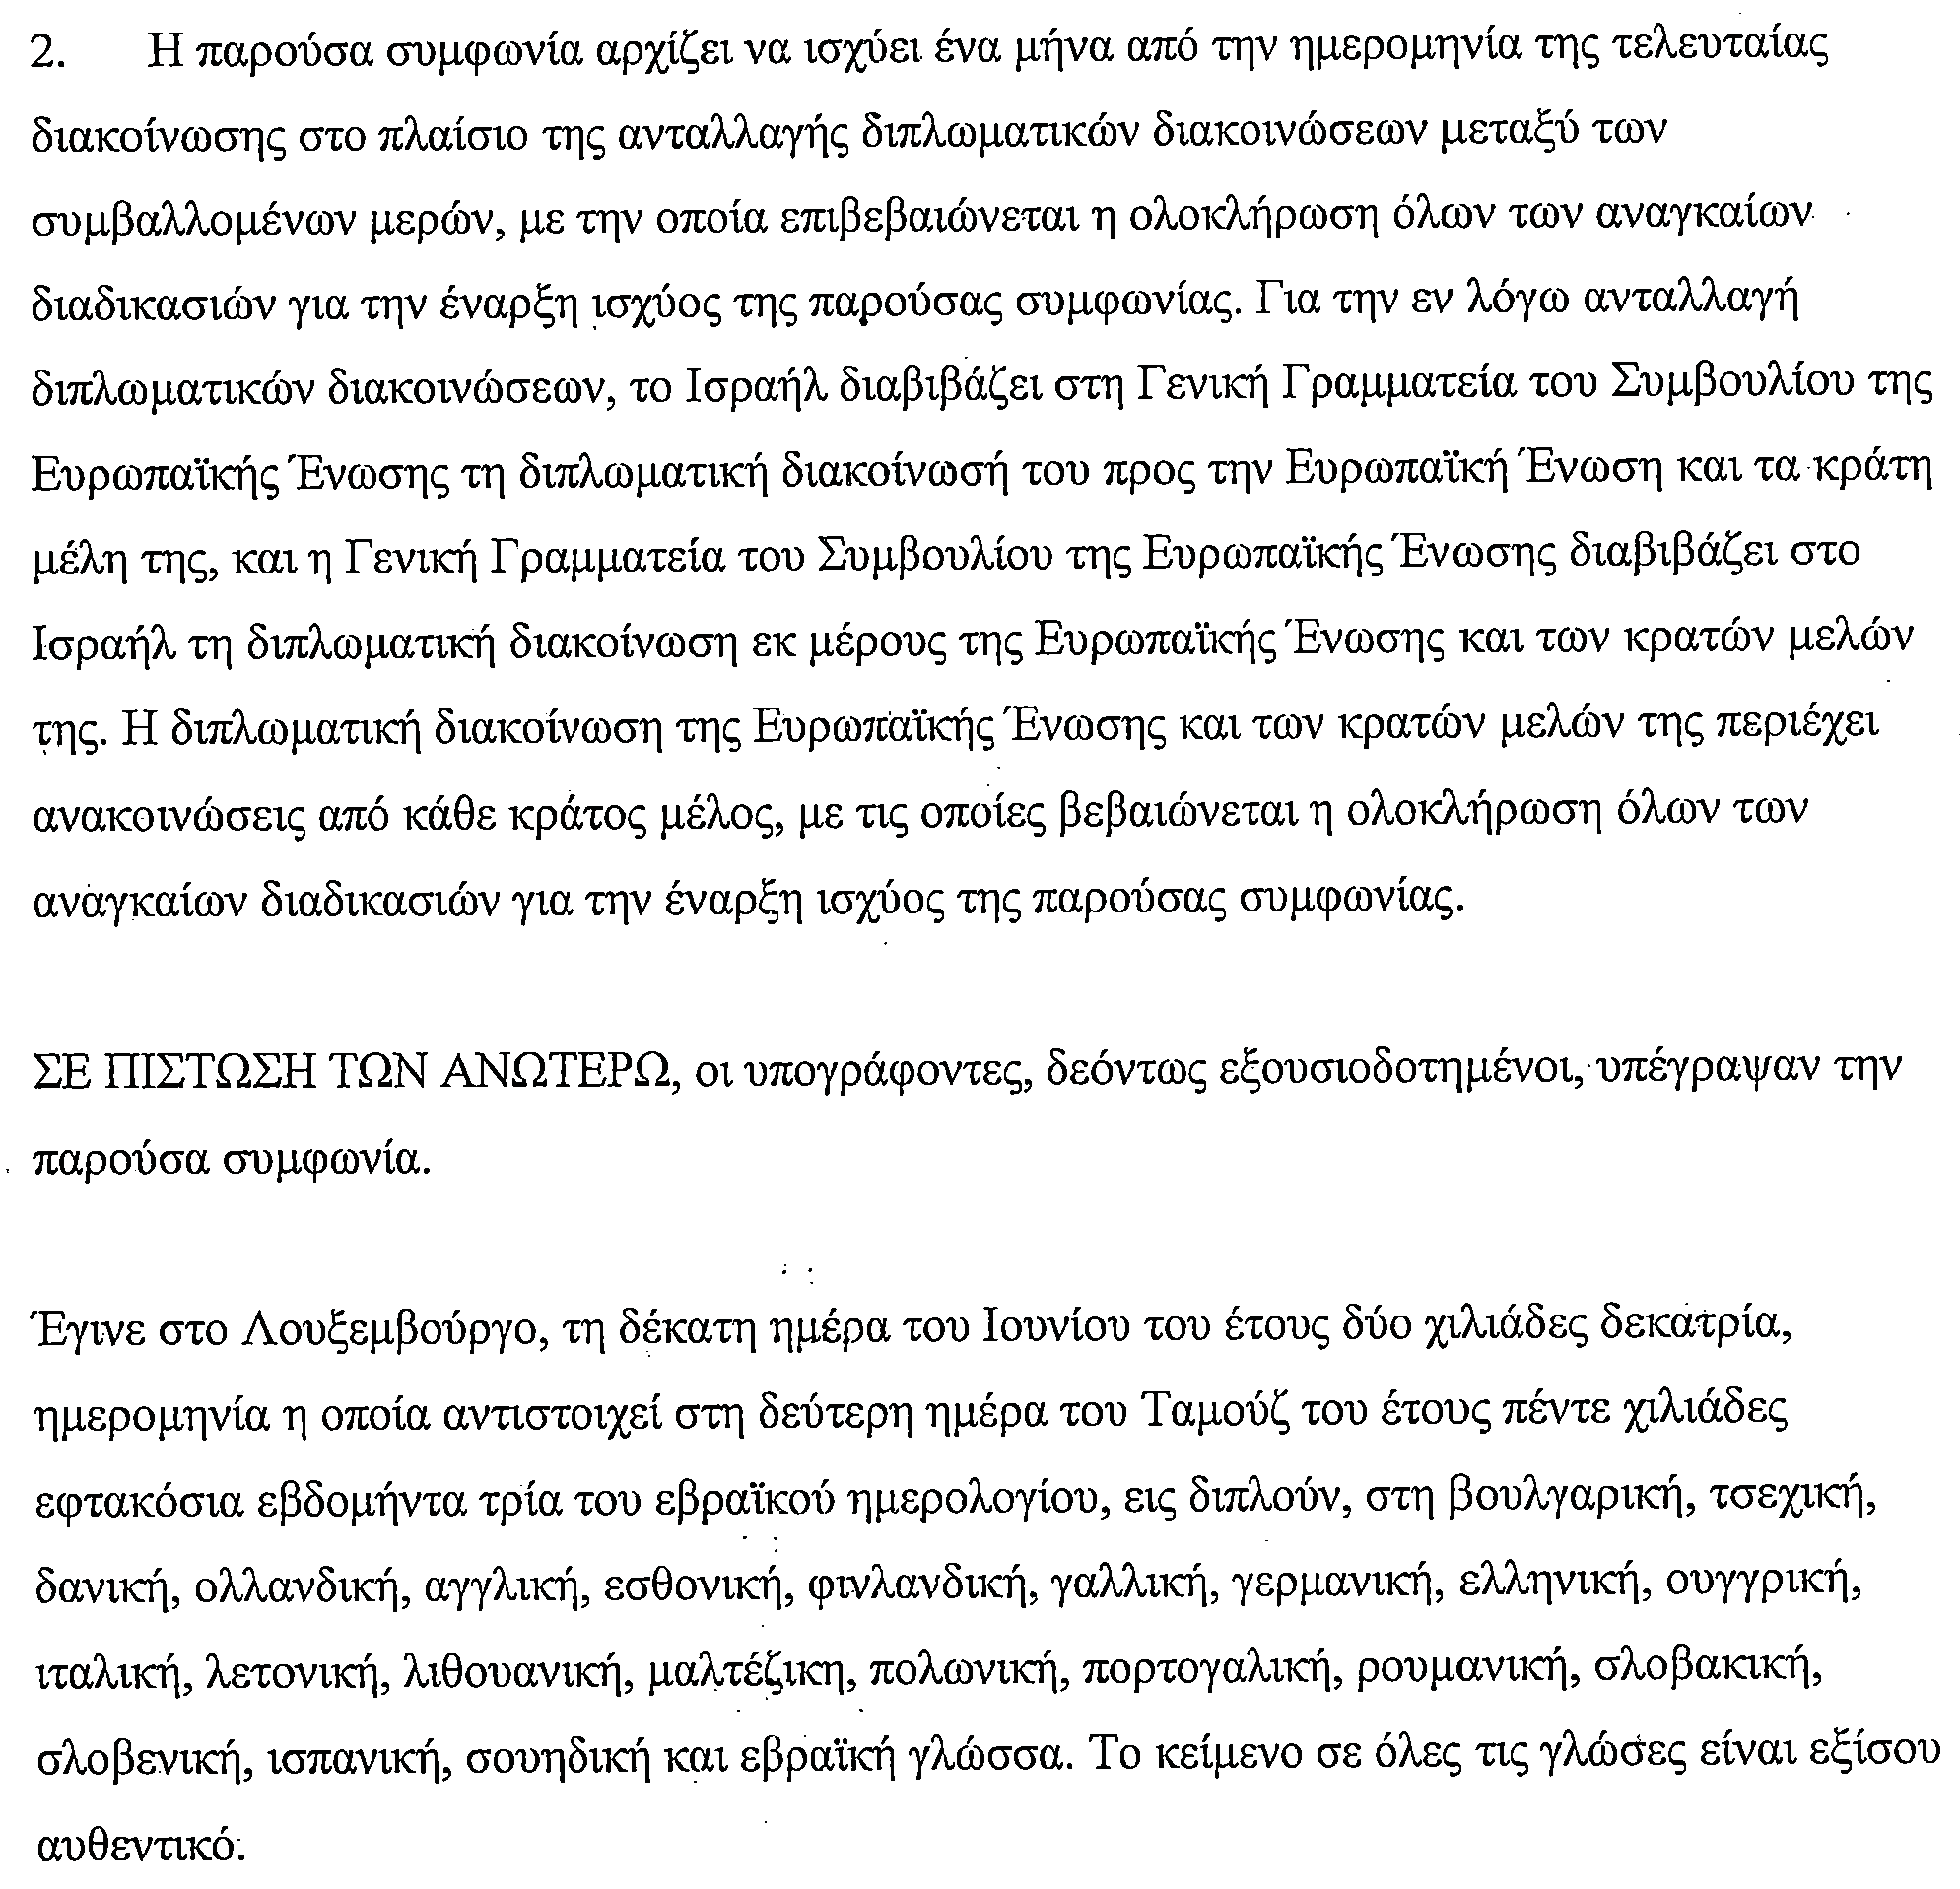 2. Η παρούσα συμφωνία αρχίζει να ισχύει ένα μήνα από την ημερομηνία της τελευταίας
διακοίνωσης στο πλαίσιο της ανταλλαγής διπλωματικών διακοινώσεων μεταξύ των
συμβαλλομένων μερών, με την οποία επιβεβαιώνεται η ολοκλήρωση όλων των αναγκαίων
διαδικασιών για την έναρξη ισχύος της παρούσας συμφωνίας. Για την εν λόγω ανταλλαγή
διπλωματικών διακοινώσεων, το Ισραήλ διαβιβάζει στη Γενική Γραμματεία του Συμβουλίου της
Ευρωπαϊκής Ένωσης τη διπλωματική διακοίνωσή του προς την Ευρωπαϊκή Ένωση και τα κράτη
μέλη της, και η Γενική Γραμματεία του Συμβουλίου της Ευρωπαϊκής Ένωσης διαβιβάζει στο
Ισραήλ τη διπλωματική διακοίνωση εκ μέρους της Ευρωπαϊκής Ένωσης και των κρατών μελών
της. Η διπλωματική διακοίνωση της Ευρωπαϊκής Ένωσης και των κρατών μελών της περιέχει
ανακοινώσεις από κάθε κράτος μέλος, με τις οποίες βεβαιώνεται η ολοκλήρωση όλων των
αναγκαίων διαδικασιών για την έναρξη ισχύος της παρούσας συμφωνίας.
ΣΕ ΠΙΣΤΩΣΗ ΤΩΝ ΑΝΩΤΕΡΩ, οι υπογράφοντες, δεόντως εξουσιοδοτημένοι, υπέγραψαν την
παρούσα συμφωνία.
Έγινε στο Λουξεμβούργο, τη δέκατη ημέρα του Ιουνίου του έτους δύο χιλιάδες δεκατρία,
ημερομηνία η οποία αντιστοιχεί στη δεύτερη ημέρα του Ταμούζ του έτους πέντε χιλιάδες
εφτακόσια εβδομήντα τρία του εβραϊκού ημερολογίου, εις διπλούν, στη βουλγαρική, τσεχική,
δανική, ολλανδική, αγγλική, εσθονική, φινλανδική, γαλλική, γερμανική, ελληνική, ουγγρική,
ιταλική, λετονική, λιθουανική, μαλτέζικη, πολωνική, πορτογαλική, ρουμανική, σλοβακική,
σλοβενική, ισπανική, σουηδική και εβραϊκή γλώσσα. Το κείμενο σε όλες τις γλώσες είναι εξίσου
αυθεντικό.